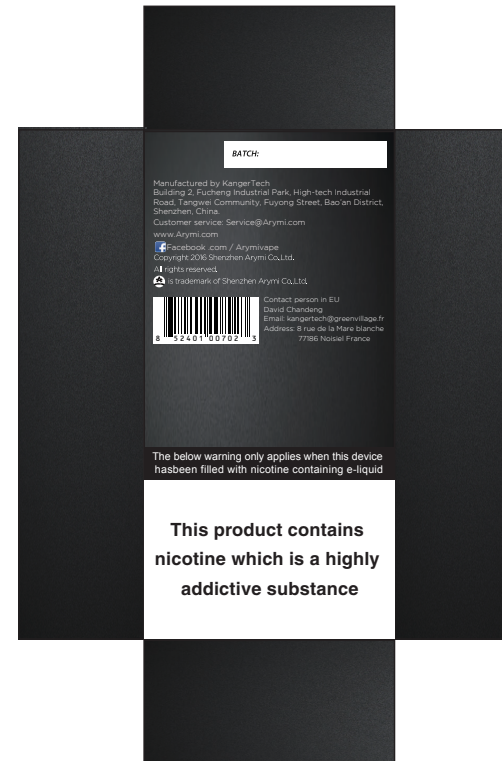 BATCH:
Manufactured by KangerTech
Building 2, Fucheng Industrial Park, High-tech Industrial
Road, Tangwei Community, Fuyong Street, Bao'an District,
Shenzhen, China.
Customer service: Service@Arymi.com
www.Arymi.com
Facebook .com / Arymivape
Copyright 2016 Shenzhen Arymi Co.,Ltd.
All rights reserved.
is trademark of Shenzhen Arymi Co.,Ltd.
Contact person in EU
David Chandeng
Email: kangertech@greenvillage.fr
Address: 8 rue de la Mare blanche
77186 Noisiel France
8 52401 00702 3
The below warning only applies when this device
hasbeen filled with nicotine containing e-liquid
This product contains
nicotine which is a highly
addictive substance